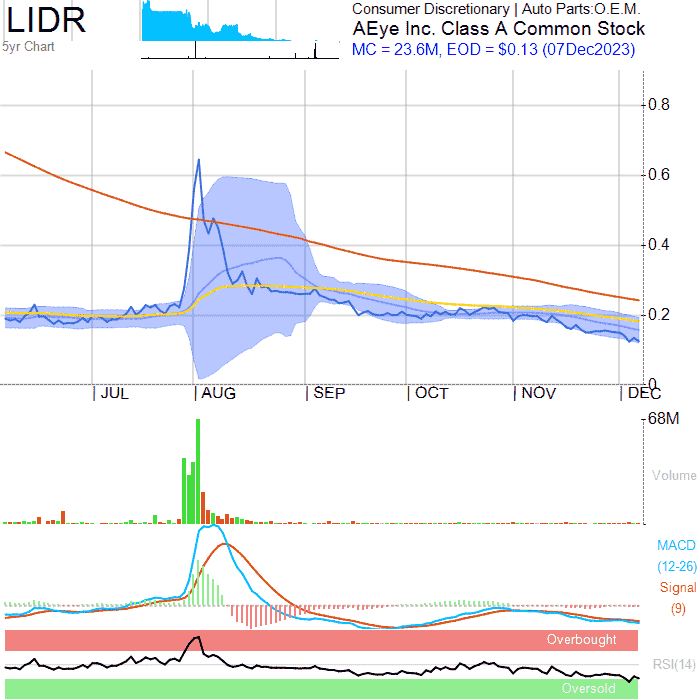 LIDR
5yr Chart
Consumer Discretionary | Auto Parts:O.E.M.
AEye Inc. Class A Common Stock
MC = 23.6M, EOD = $0.13 (07Dec2023)
0.8
0.6
0.4
0.2
0
JUL AUG SEP OCT NOV DEC
68M
Volume
MACD
(12-26)
Signal
(9)
Overbought
RSI(14)
Oversold